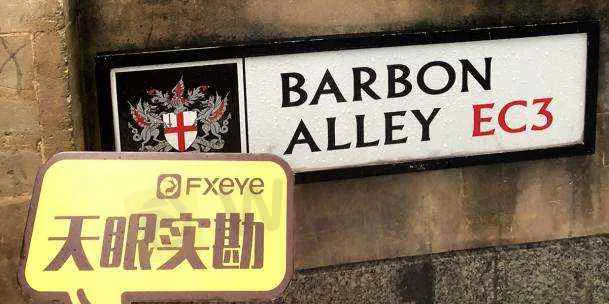 BARBON
ALLEY EC3
FXeye
天眼实勘